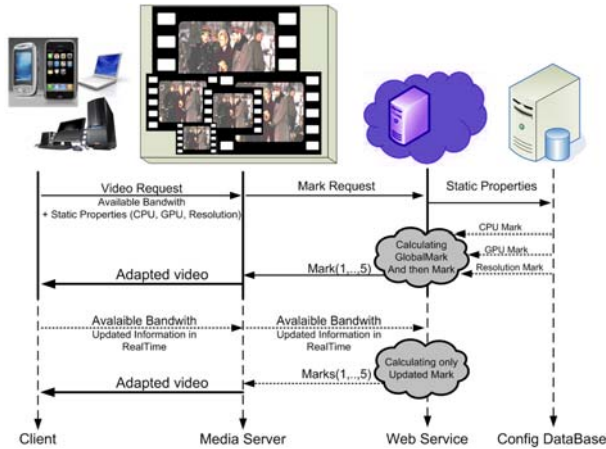 Video Request
Available Bandwith
+ Static Properties (CPU, GPU, Resolution)
Mark Request
Static Properties
CPU Mark
GPU Mark
Resolution Mark
Calculating
GlobalMark
And then Mark
Mark(1,..,5)
Adapted video
Avalaible Bandwith
Updated Information in
RealTime
Avalaible Bandwith
Updated Information in
RealTime
Calculating only
Updated Mark
Marks(1,..,5)
Adapted video
Client
Media Server
Web Service
Config DataBase